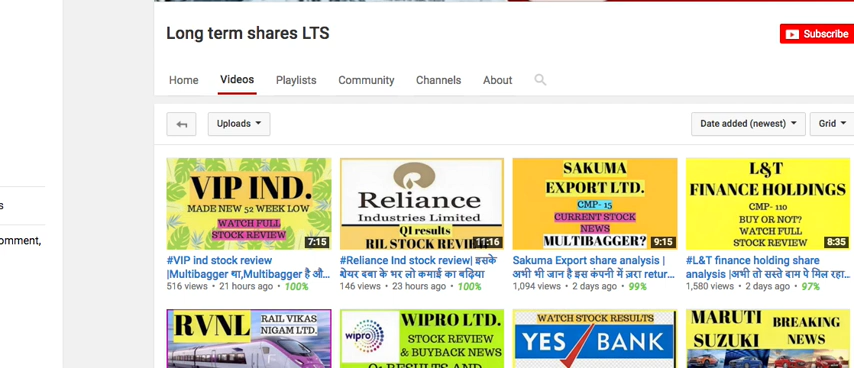 Long term shares LTS
Subscribe
Home Videos Playlists Community Channels About
Uploads
Date added (newest)
Grid
s
omment,
VIP IND.
MADE NEW 52 WEEK LOW
WATCH FULL
STOCK REVIEW
7:15
Reliance
Industries Limited
Q1 results
RIL STOCK REVIEW
11:16
SAKUMA
EXPORT LTD.
CMP- 15
CURRENT STOCK
NEWS
MULTIBAGGER?
9:15
L&T
FINANCE HOLDINGS
CMP- 110
BUY OR NOT?
WATCH FULL
STOCK REVIEW
8:35
#VIP ind stock review
|Multibagger था,Multibagger है औ...
516 views • 21 hours ago • 100%
#Reliance Ind stock review| इसके
शेयर बबा के भर लो कमाई का बढ़िया
146 views • 23 hours ago • 100%
Sakuma Export share analysis |
अभी भी जान है इस कंपनी में ,जरा retur...
1,094 views • 2 days ago • 99%
#L&T finance holding share
analysis |अभी तो सस्ते दाम पे मिल रहा...
1,580 views • 2 days ago • 97%
RVNL
RAIL VIKAS
NIGAM LTD.
wipro
WIPRO LTD.
STOCK REVIEW
& BUYBACK NEWS
Q1 RESULTS AND
WATCH STOCK RESULTS
YES BANK
MARUTI
SUZUKI
BREAKING
NEWS